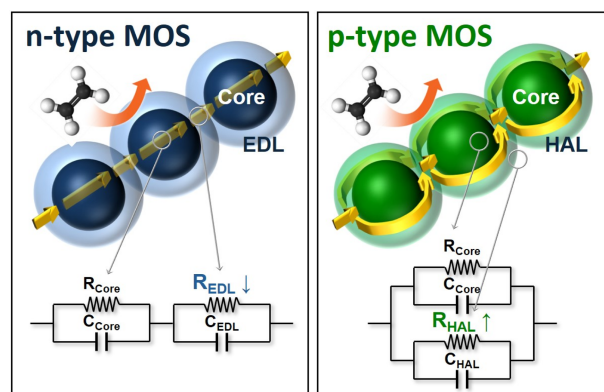 n-type MOS
Core
EDL
R Core
C Core
R EDL ↓
C EDL
p-type MOS
Core
HAL
R Core
C Core
R HAL ↑
C HAL